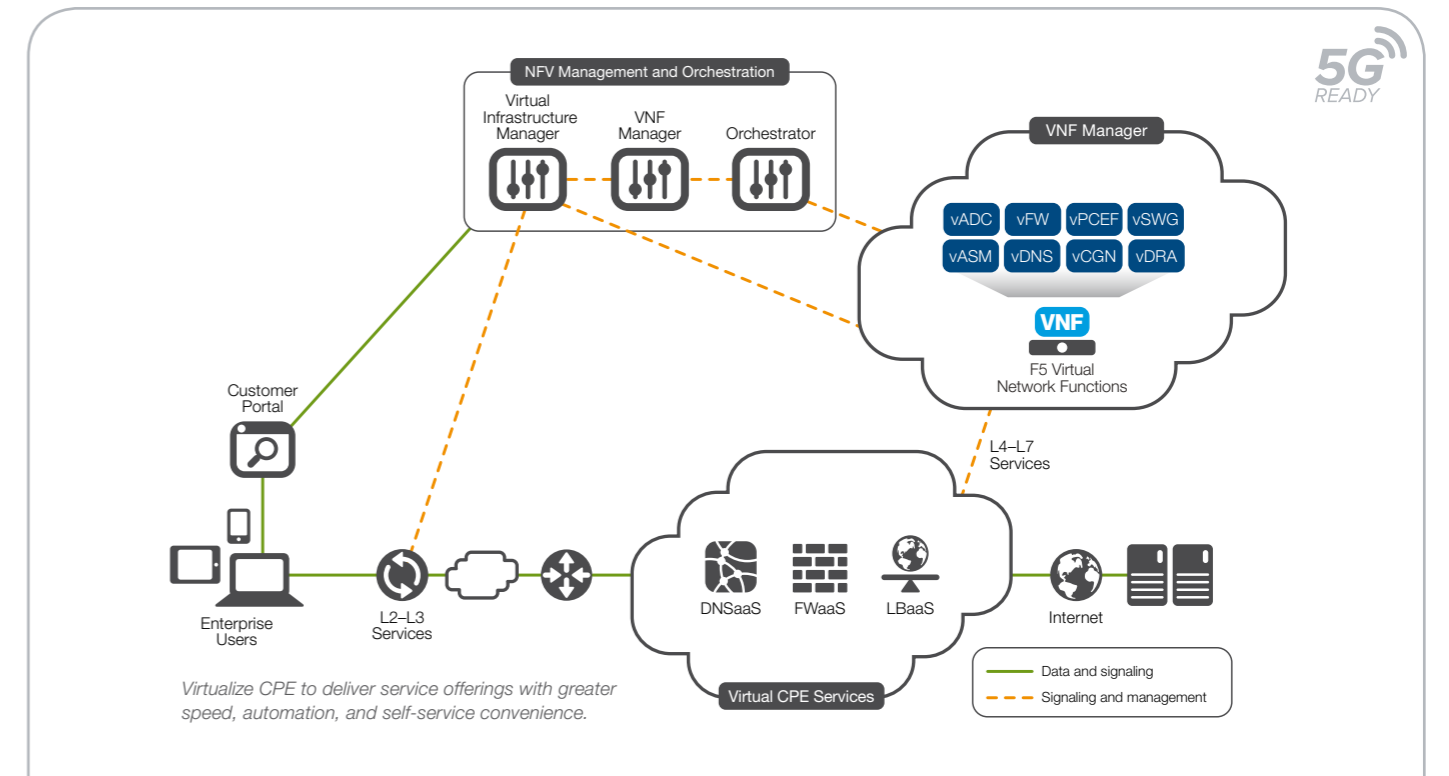 5G
READY
NFV Management and Orchestration
Virtual
Infrastructure
Manager
VNF
Manager
Orchestrator
VNF Manager
vADC
vFW
vPCEF
vSWG
vASM
vDNS
vCGN
vDRA
VNF
F5 Virtual
Network Functions
Customer
Portal
L4–L7
Services
DNSaaS
FWaaS
LBaaS
Internet
Enterprise
Users
L2–L3
Services
Virtual CPE Services
Data and signaling
Signaling and management
Virtualize CPE to deliver service offerings with greater
speed, automation, and self-service convenience.